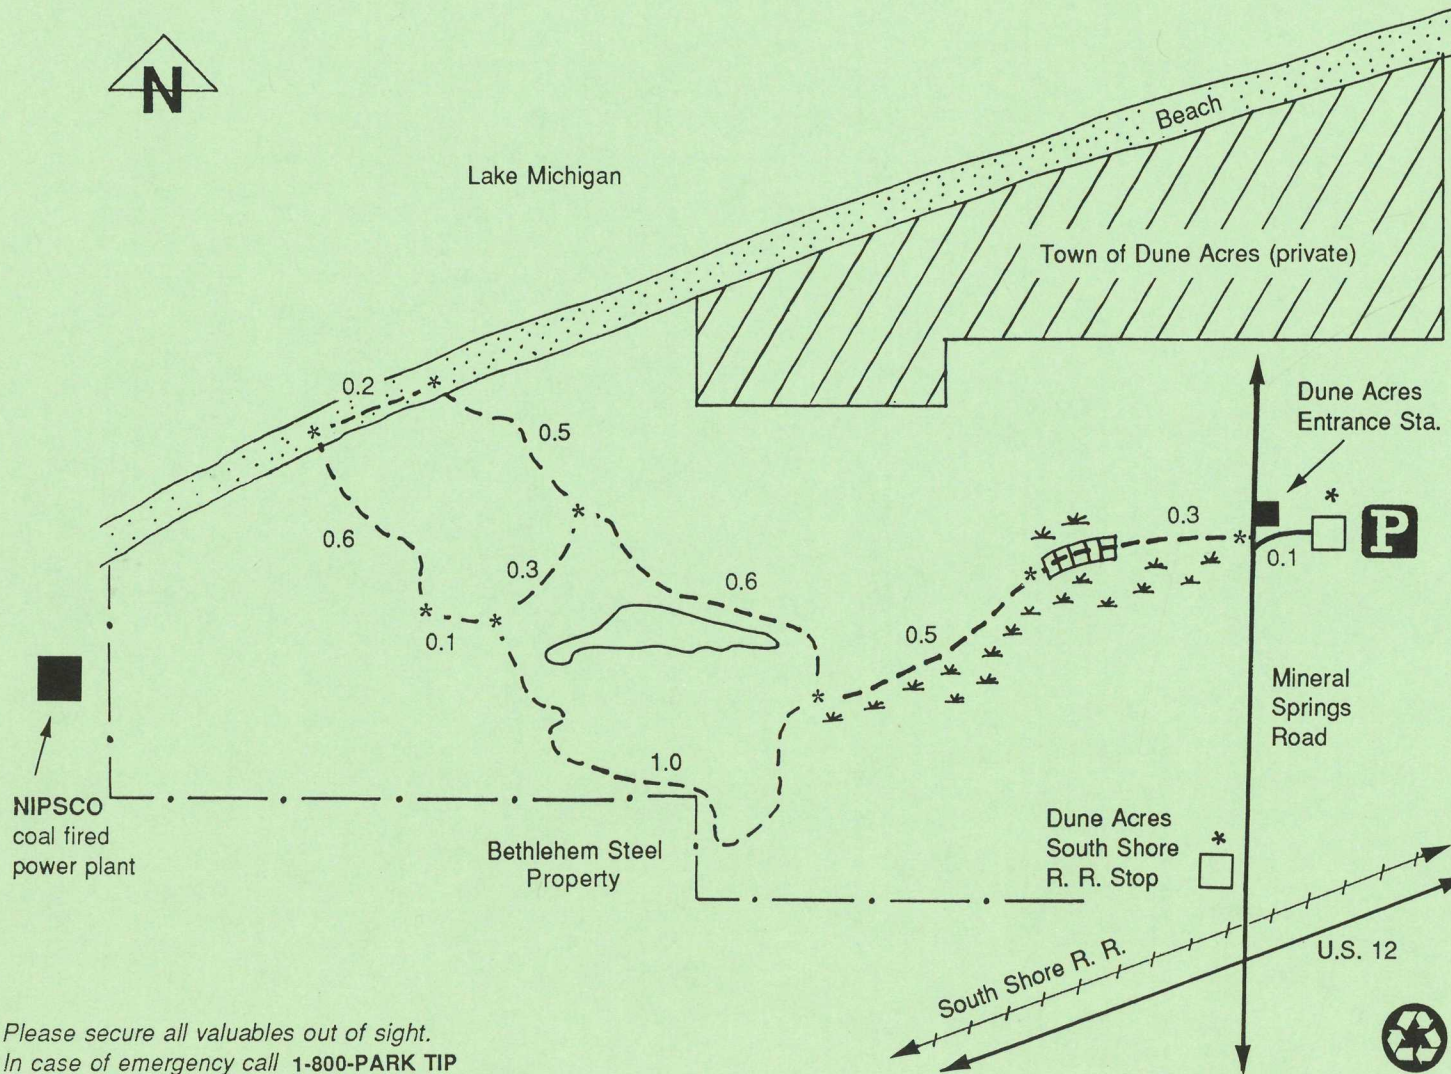 N
Lake Michigan
Beach
Town of Dune Acres (private)
0.2
0.5
Dune Acres
Entrance Sta.
0.6
0.3
P
0.1
0.3
0.6
0.1
0.5
1.0
Mineral
Springs
Road
NIPSCO
coal fired
power plant
Bethlehem Steel
Property
Dune Acres
South Shore
R. R. Stop
South Shore R. R.
U.S. 12
Please secure all valuables out of sight.
In case of emergency call 1-800-PARK TIP